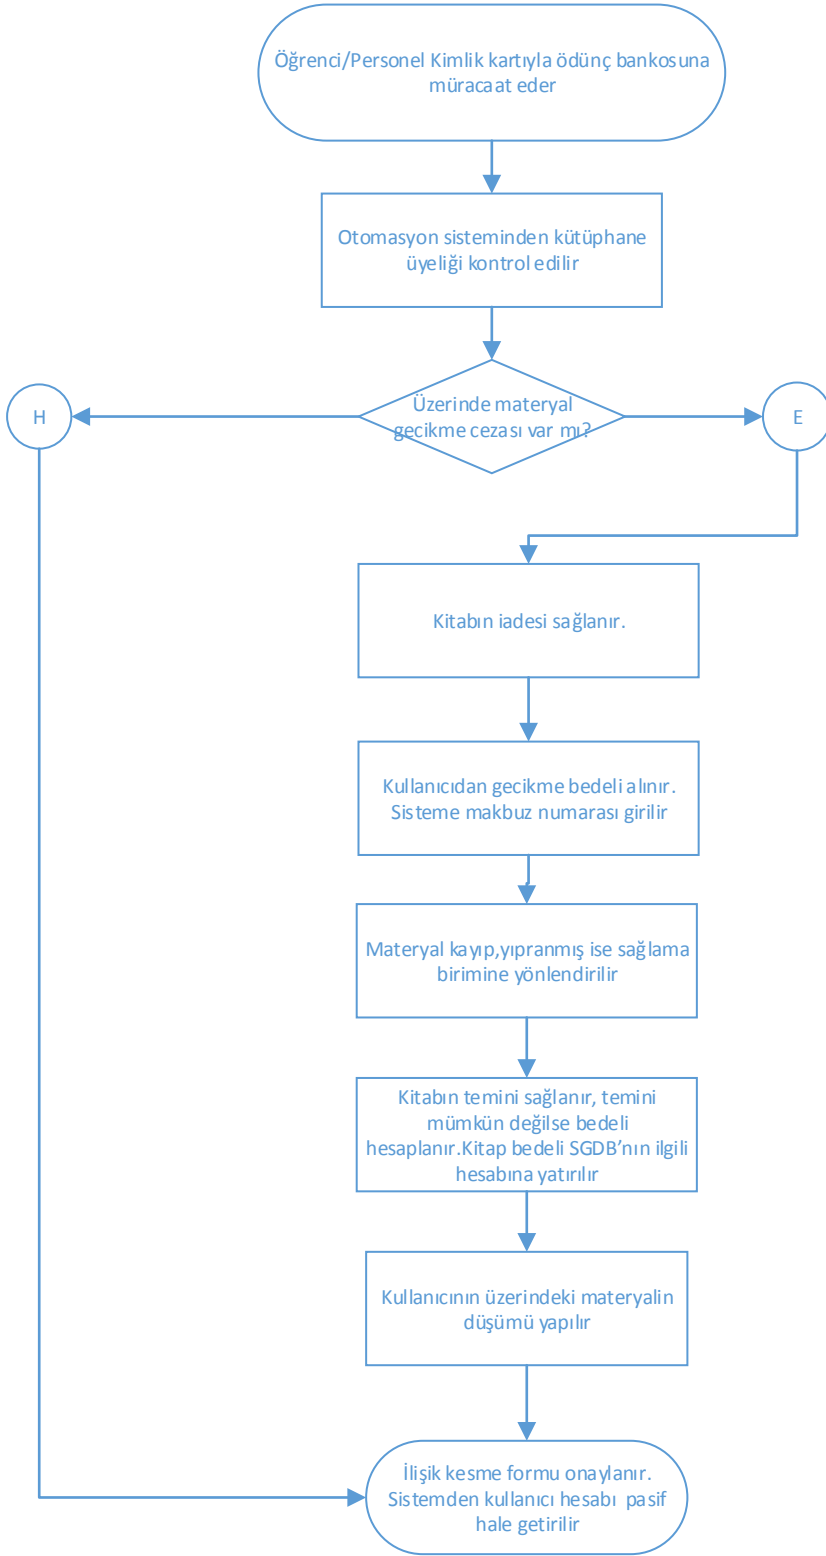 Öğrenci/Personel Kimlik kartıyla ödünç bankosuna
müracaat eder
Otomasyon sisteminden kütüphane
üyeliği kontrol edilir
Üzerinde materyal
gecikme cezası var mı?
H
E
Kitabın iadesi sağlanır.
Kullanıcıdan gecikme bedeli alınır.
Sisteme makbuz numarası girilir
Materyal kayıp,yıpranmış ise sağlama
birimine yönlendirilir
Kitabın temini sağlanır, temini
mümkün değilse bedeli
hesaplanır.Kitap bedeli SGDB’nın ilgili
hesabına yatırılır
Kullanıcının üzerindeki materyalin
düşümü yapılır
İlişik kesme formu onaylanır.
Sistemden kullanıcı hesabı pasif
hale getirilir